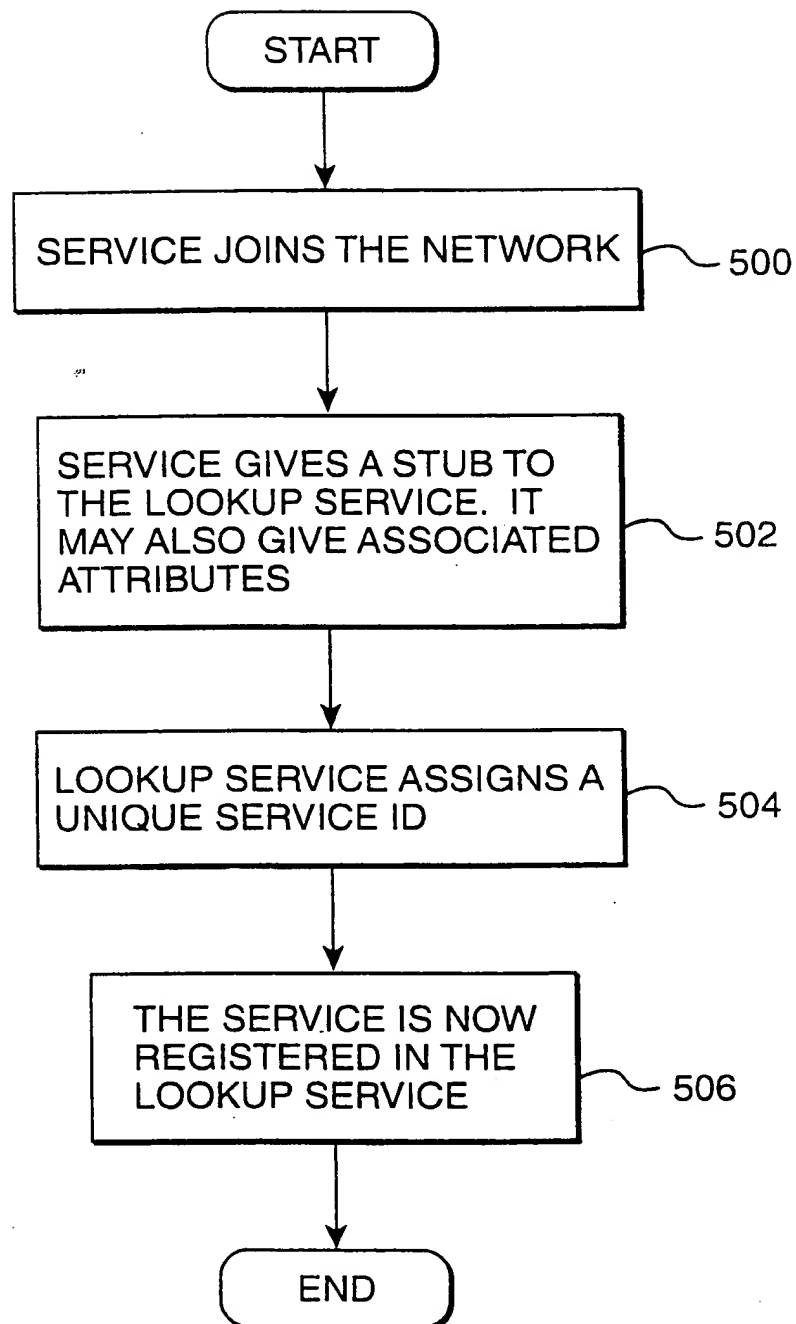 START
SERVICE JOINS THE NETWORK
500
SERVICE GIVES A STUB TO
THE LOOKUP SERVICE. IT
MAY ALSO GIVE ASSOCIATED
ATTRIBUTES
502
LOOKUP SERVICE ASSIGNS A
UNIQUE SERVICE ID
504
THE SERVICE IS NOW
REGISTERED IN THE
LOOKUP SERVICE
506
END